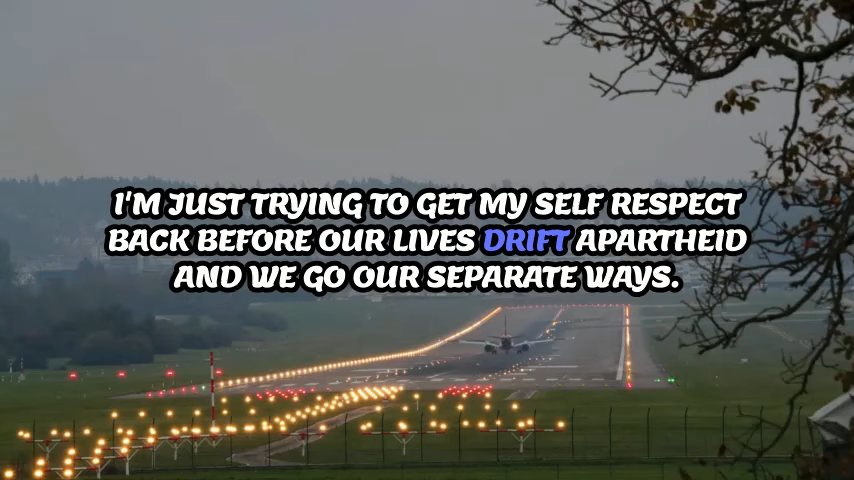 I'M JUST TRYING TO GET MY SELF RESPECT
BACK BEFORE OUR LIVES DRIFT APARTHEID
AND WE GO OUR SEPARATE WAYS.